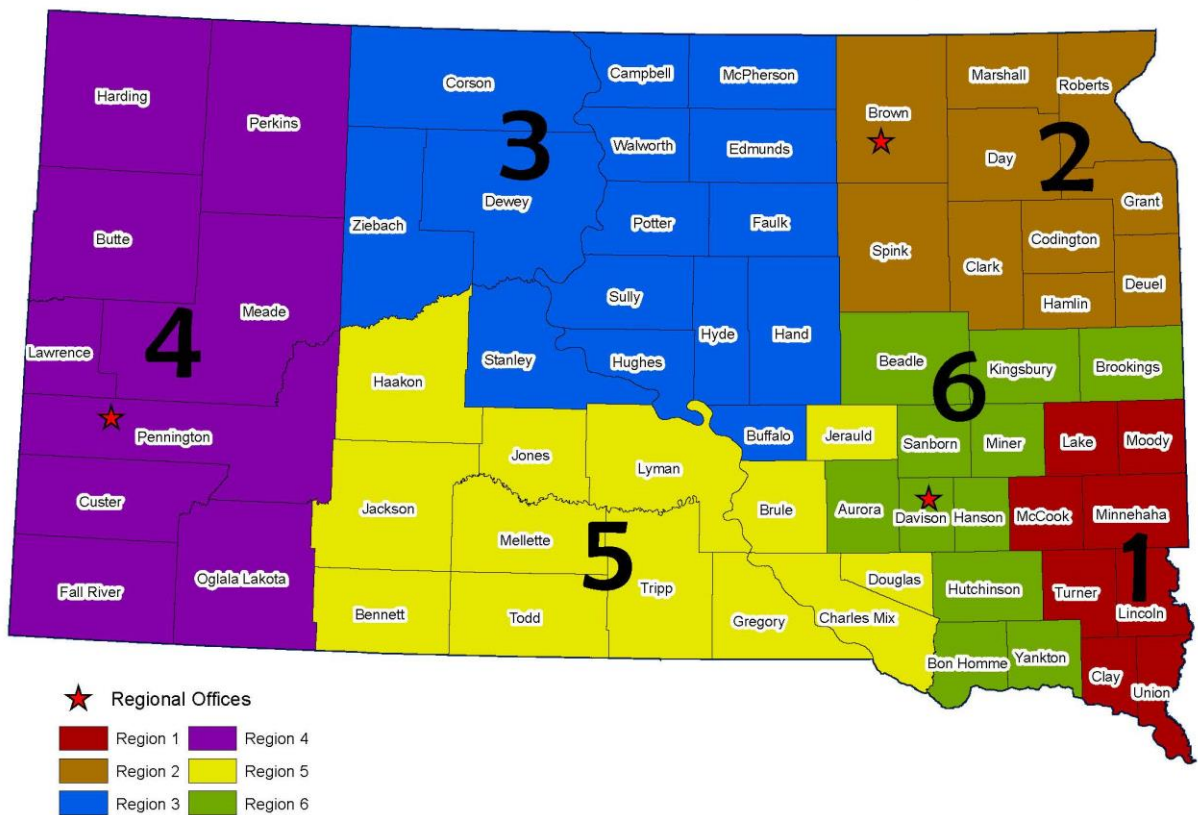 Harding
Perkins
Corson
Campbell
McPherson
Brown
Marshall
Roberts
3
Walworth
Edmunds
Day
2
Butte
Ziebach
Dewey
Potter
Faulk
Spink
Clark
Codington
Grant
Meade
Sully
Hyde
Hand
Hamlin
Deuel
Lawrence
4
Haakon
Stanley
Hughes
Beadle
6
Kingsbury
Brookings
Pennington
Jones
Lyman
Buffalo
Jerauld
Sanborn
Miner
Lake
Moody
Custer
Jackson
Mellette
5
Brule
Aurora
Davison
Hanson
McCook
Minnehaha
1
Fall River
Oglala Lakota
Bennett
Todd
Tripp
Gregory
Charles Mix
Douglas
Hutchinson
Turner
Lincoln
Bon Homme
Yankton
Clay
Union
Regional Offices
Region 1 Region 4
Region 2 Region 5
Region 3 Region 6